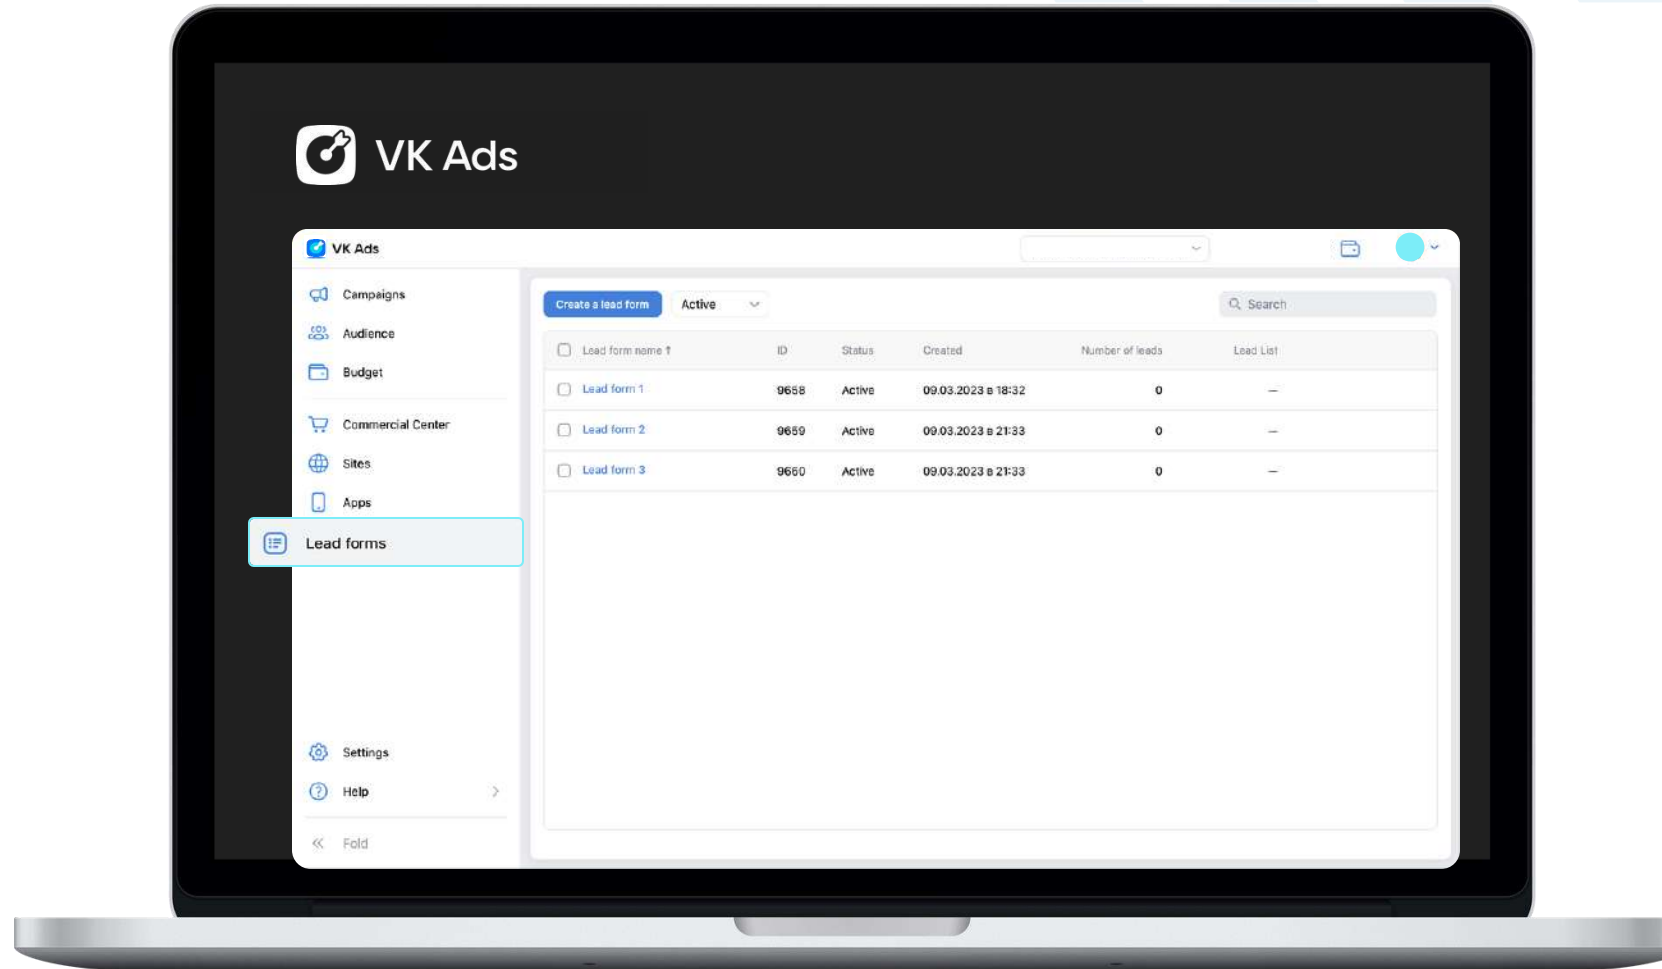 VK Ads
VK Ads
Campaigns
Audience
Budget
Commercial Center
Sites
Apps
Lead forms
Settings
Help
Fold
Create a lead form Active Search
Lead form name ↑ ID Status Created Number of leads Lead List
Lead form 1 9658 Active 09.03.2023 в 18:32 0 —
Lead form 2 9659 Active 09.03.2023 в 21:33 0 —
Lead form 3 9660 Active 09.03.2023 в 21:33 0 —